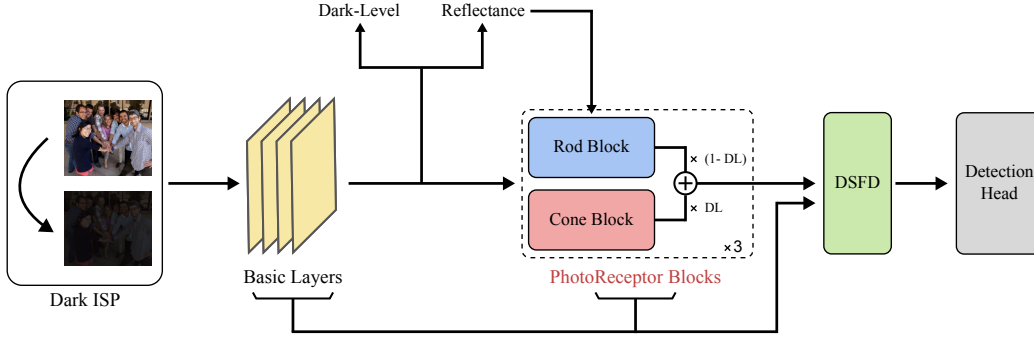 Dark-Level
Reflectance
Rod Block
× (1- DL)
Cone Block
× DL
×3
DSFD
Detection
Head
Basic Layers
PhotoReceptor Blocks
Dark ISP